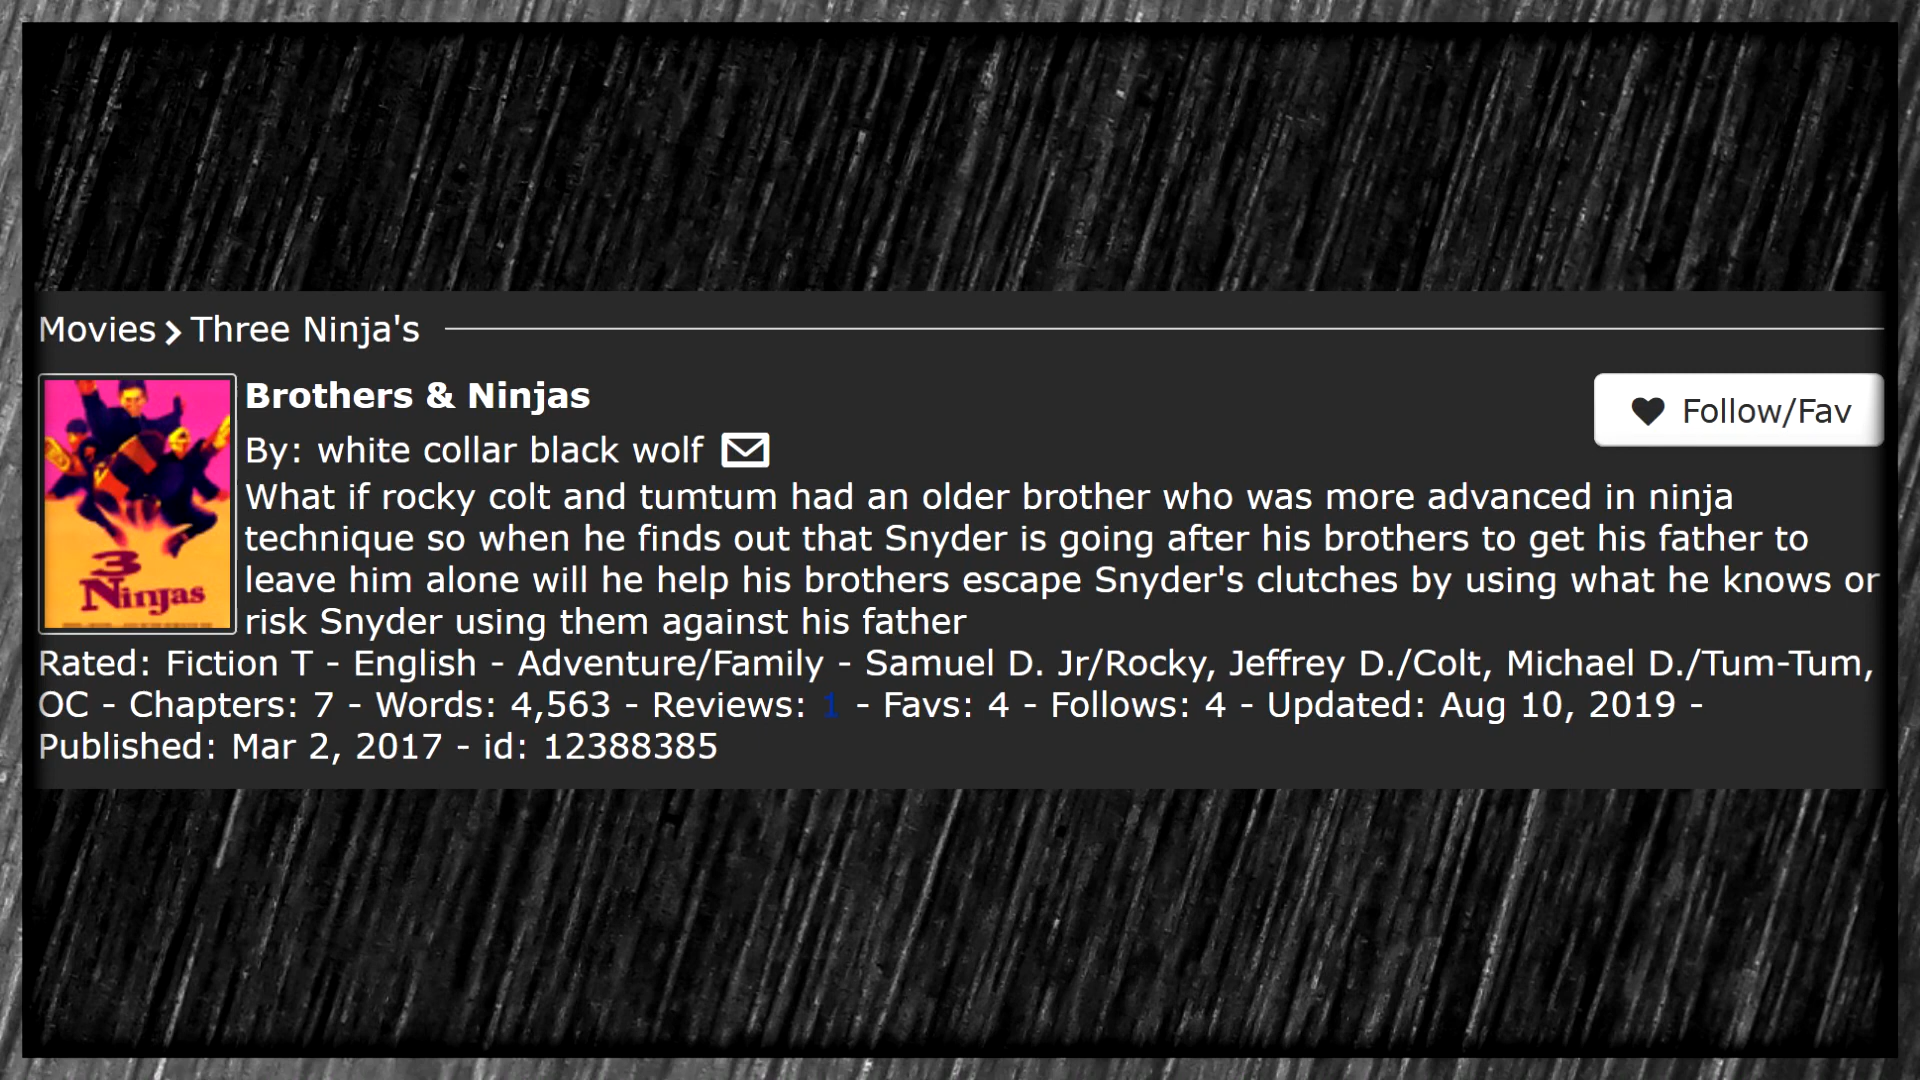 Movies > Three Ninja's
Brothers & Ninjas
Follow/Fav
By: white collar black wolf
What if rocky colt and tumtum had an older brother who was more advanced in ninja
technique so when he finds out that Snyder is going after his brothers to get his father to
leave him alone will he help his brothers escape Snyder's clutches by using what he knows or
risk Snyder using them against his father
3
Ninjas
Rated: Fiction T - English - Adventure/Family - Samuel D. Jr/Rocky, Jeffrey D./Colt, Michael D./Tum-Tum,
OC - Chapters: 7 - Words: 4,563 - Reviews: 1 - Favs: 4 - Follows: 4 - Updated: Aug 10, 2019 -
Published: Mar 2, 2017 - id: 12388385